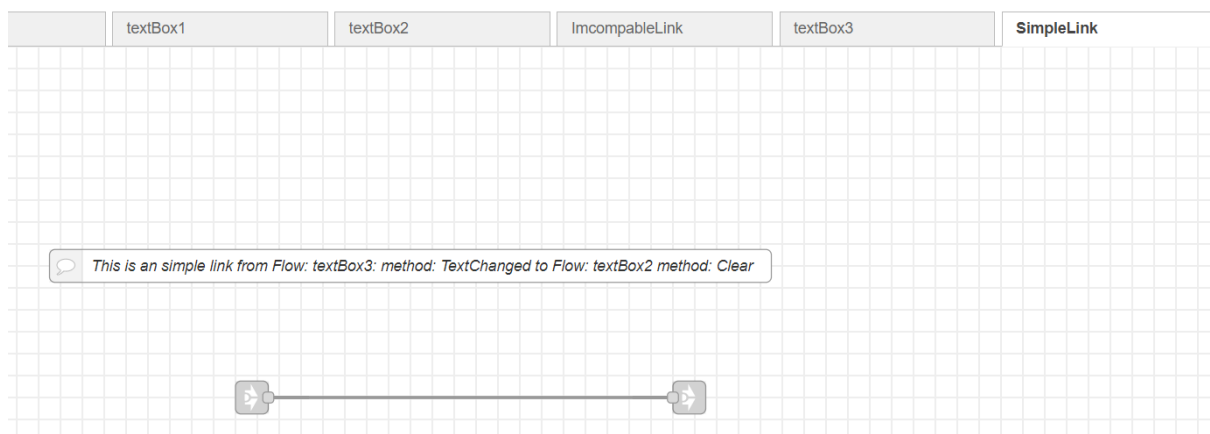 textBox1
textBox2
ImcompableLink
textBox3
SimpleLink
This is an simple link from Flow: textBox3: method: TextChanged to Flow: textBox2 method: Clear